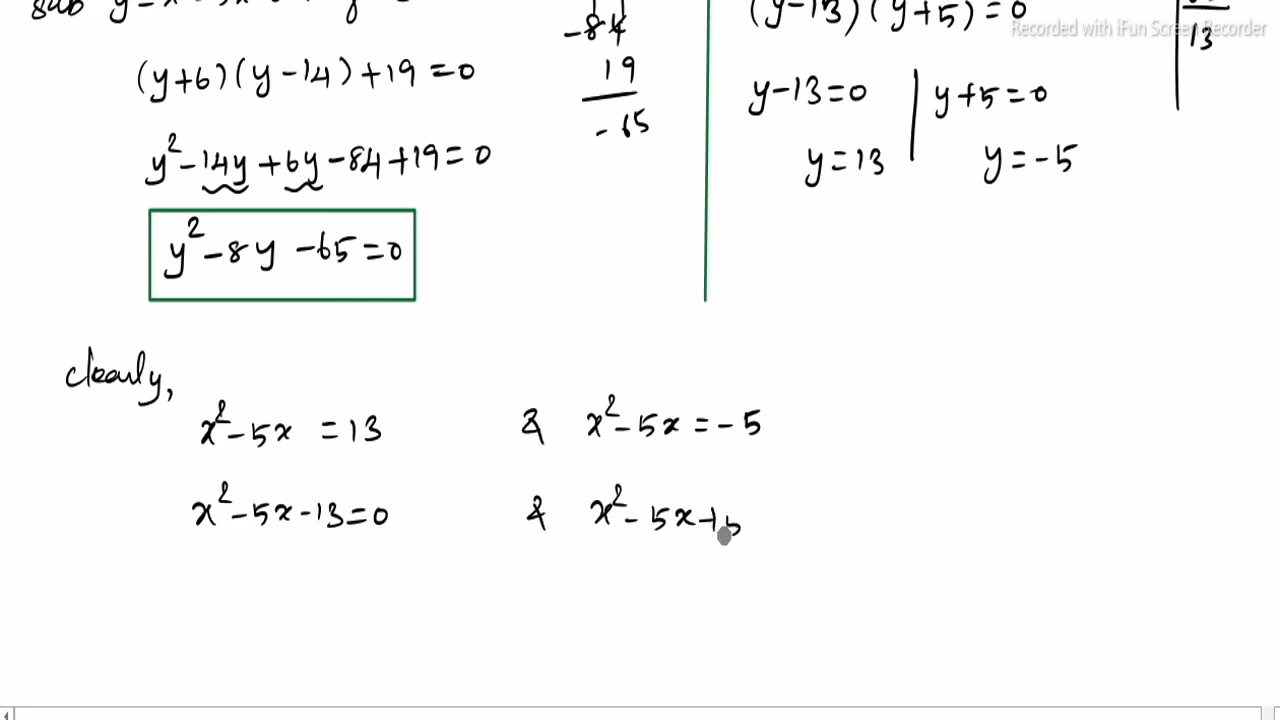 (y+6)(y-14)+19=0
y²-14y+6y-84+19=0
y²-8y-65=0
-84
19
-65
(y-13)(y+5)=0
y-13=0 | y+5=0
y=13 | y=-5
13
Recorded with iFun Screen Recorder
clearly,
x²-5x =13 & x²-5x=-5
x²-5x-13=0 & x²-5x+